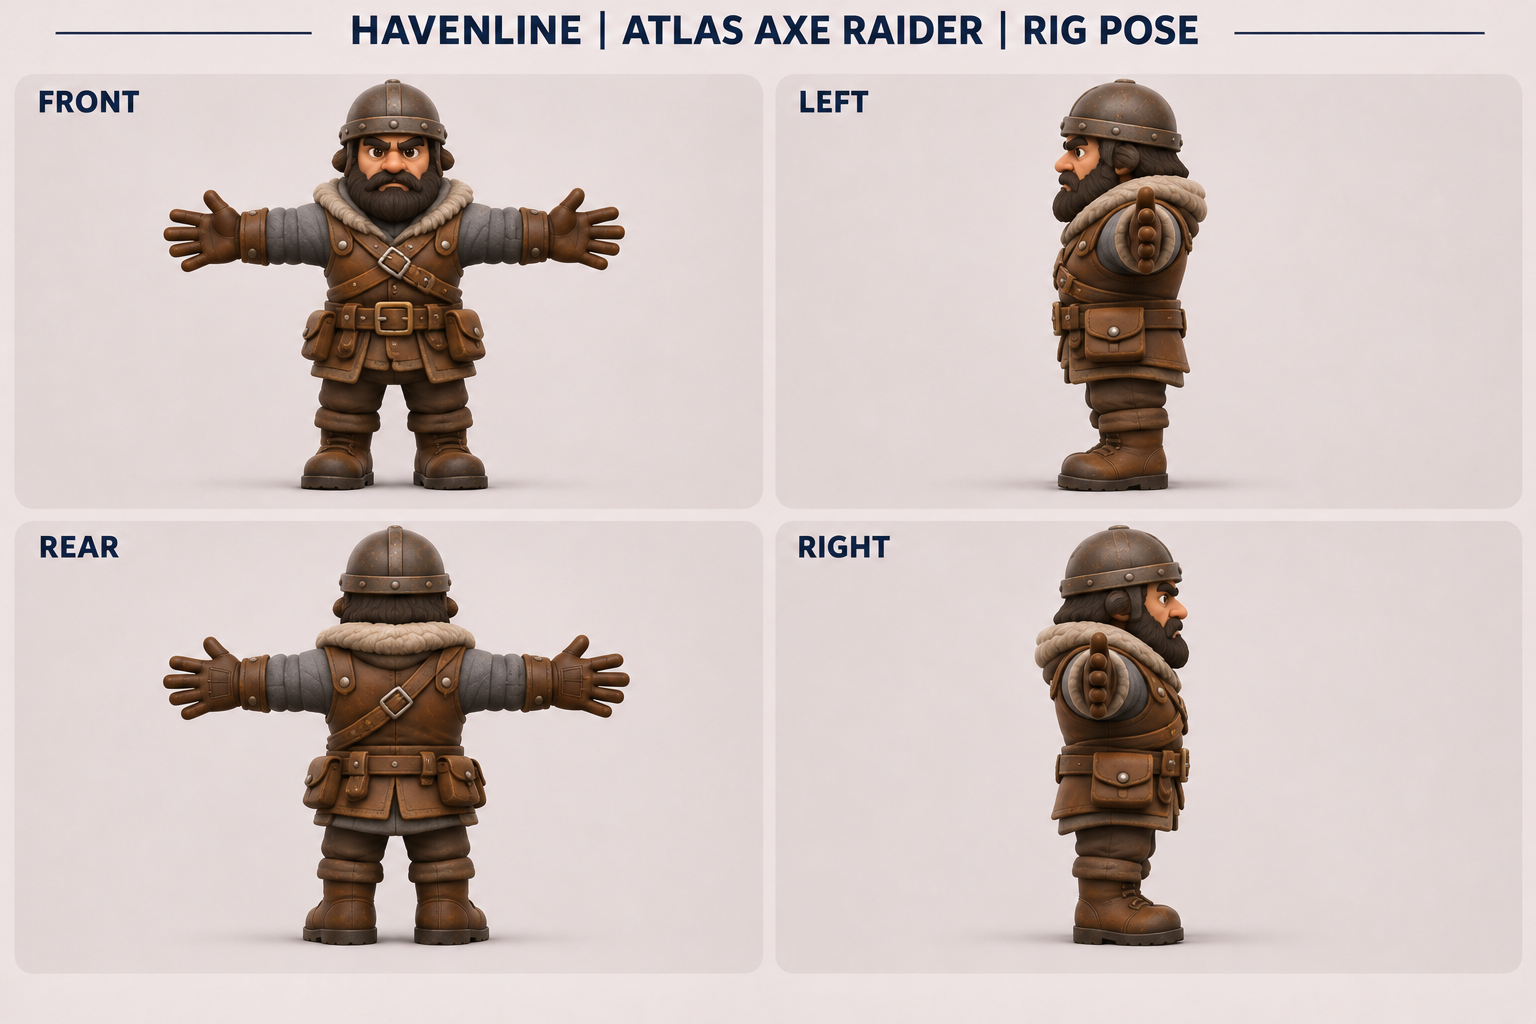 HAVENLINE | ATLAS AXE RAIDER | RIG POSE
FRONT
LEFT
REAR
RIGHT